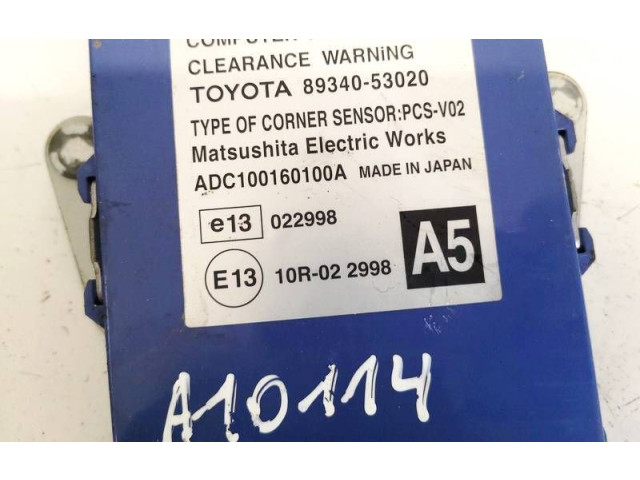 COMPUTER
CLEARANCE WARNiNG
TOYOTA 89340-53020
TYPE OF CORNER SENSOR:PCS-V02
Matsushita Electric Works
ADC100160100A MADE IN JAPAN
e13 022998
E13 10R-02 2998
A5
A10114